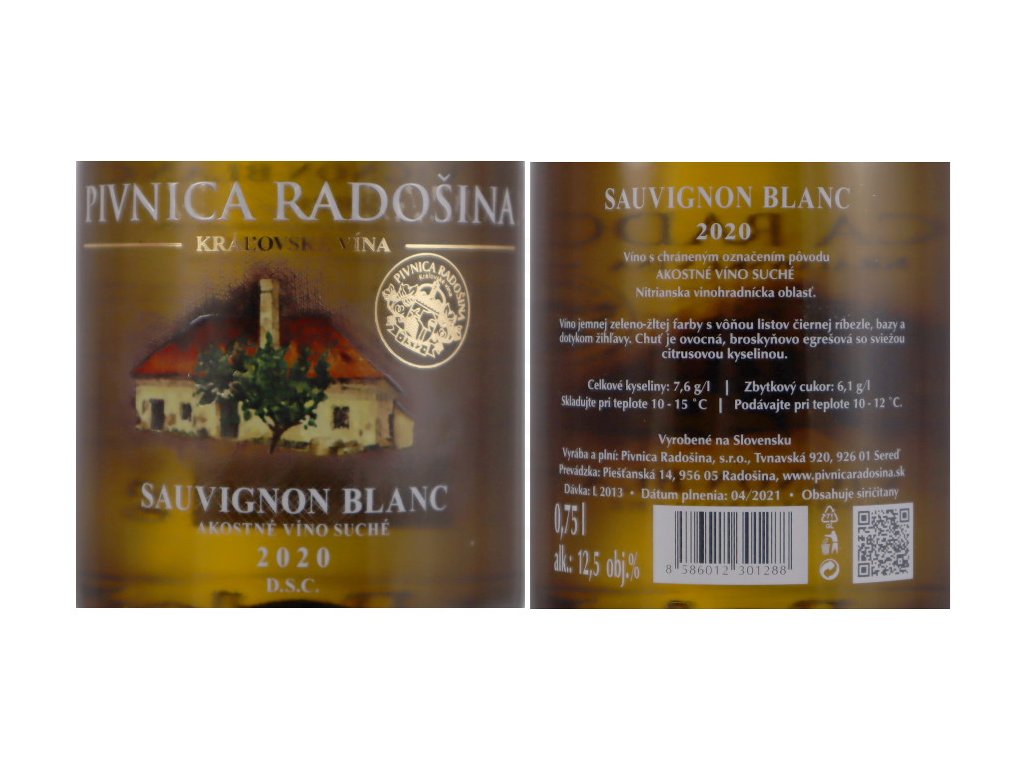 PIVNICA RADOŠINA
KRÁĽOVSKÉ VÍNA
PIVNICA RADOŠINA
Kráľovské
SAUVIGNON BLANC
AKOSTNÉ VÍNO SUCHÉ
2020
D.S.C.
SAUVIGNON BLANC
2020
Víno s chráneným označením pôvodu
AKOSTNÉ VÍNO SUCHÉ
Nitrianska vinohradnícka oblasť.
Víno jemnej zeleno-žltej farby s vôňou listov čiernej ríbezle, bazy a
dotykom žihľavy. Chuť je ovocná, broskyňovo egrešová so sviežou
citrusovou kyselinou.
Celkové kyseliny: 7,6 g/l | Zbytkový cukor: 6,1 g/l
Skladujte pri teplote 10 - 15 °C | Podávajte pri teplote 10 - 12 °C.
Vyrobené na Slovensku
Vyrába a plní: Pivnica Radošina, s.r.o., Tvnavská 920, 926 01 Sereď
Prevádzka: Piešťanská 14, 956 05 Radošina, www.pivnicaradosina.sk
Dávka: L 2013 • Dátum plnenia: 04/2021 • Obsahuje siričitany
0,75 l
alk.: 12,5 obj.%
8 586012 301288